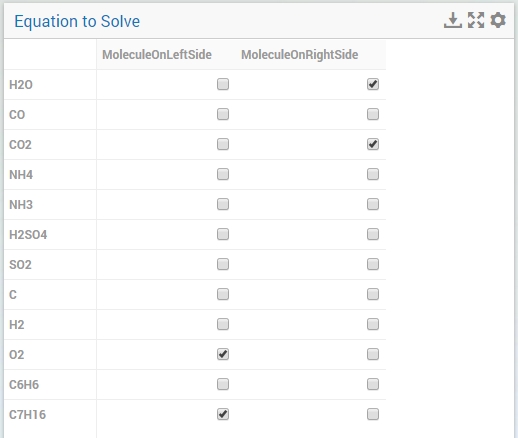 Equation to Solve
MoleculeOnLeftSide MoleculeOnRightSide
H2O
CO
CO2
NH4
NH3
H2SO4
SO2
C
H2
O2
C6H6
C7H16